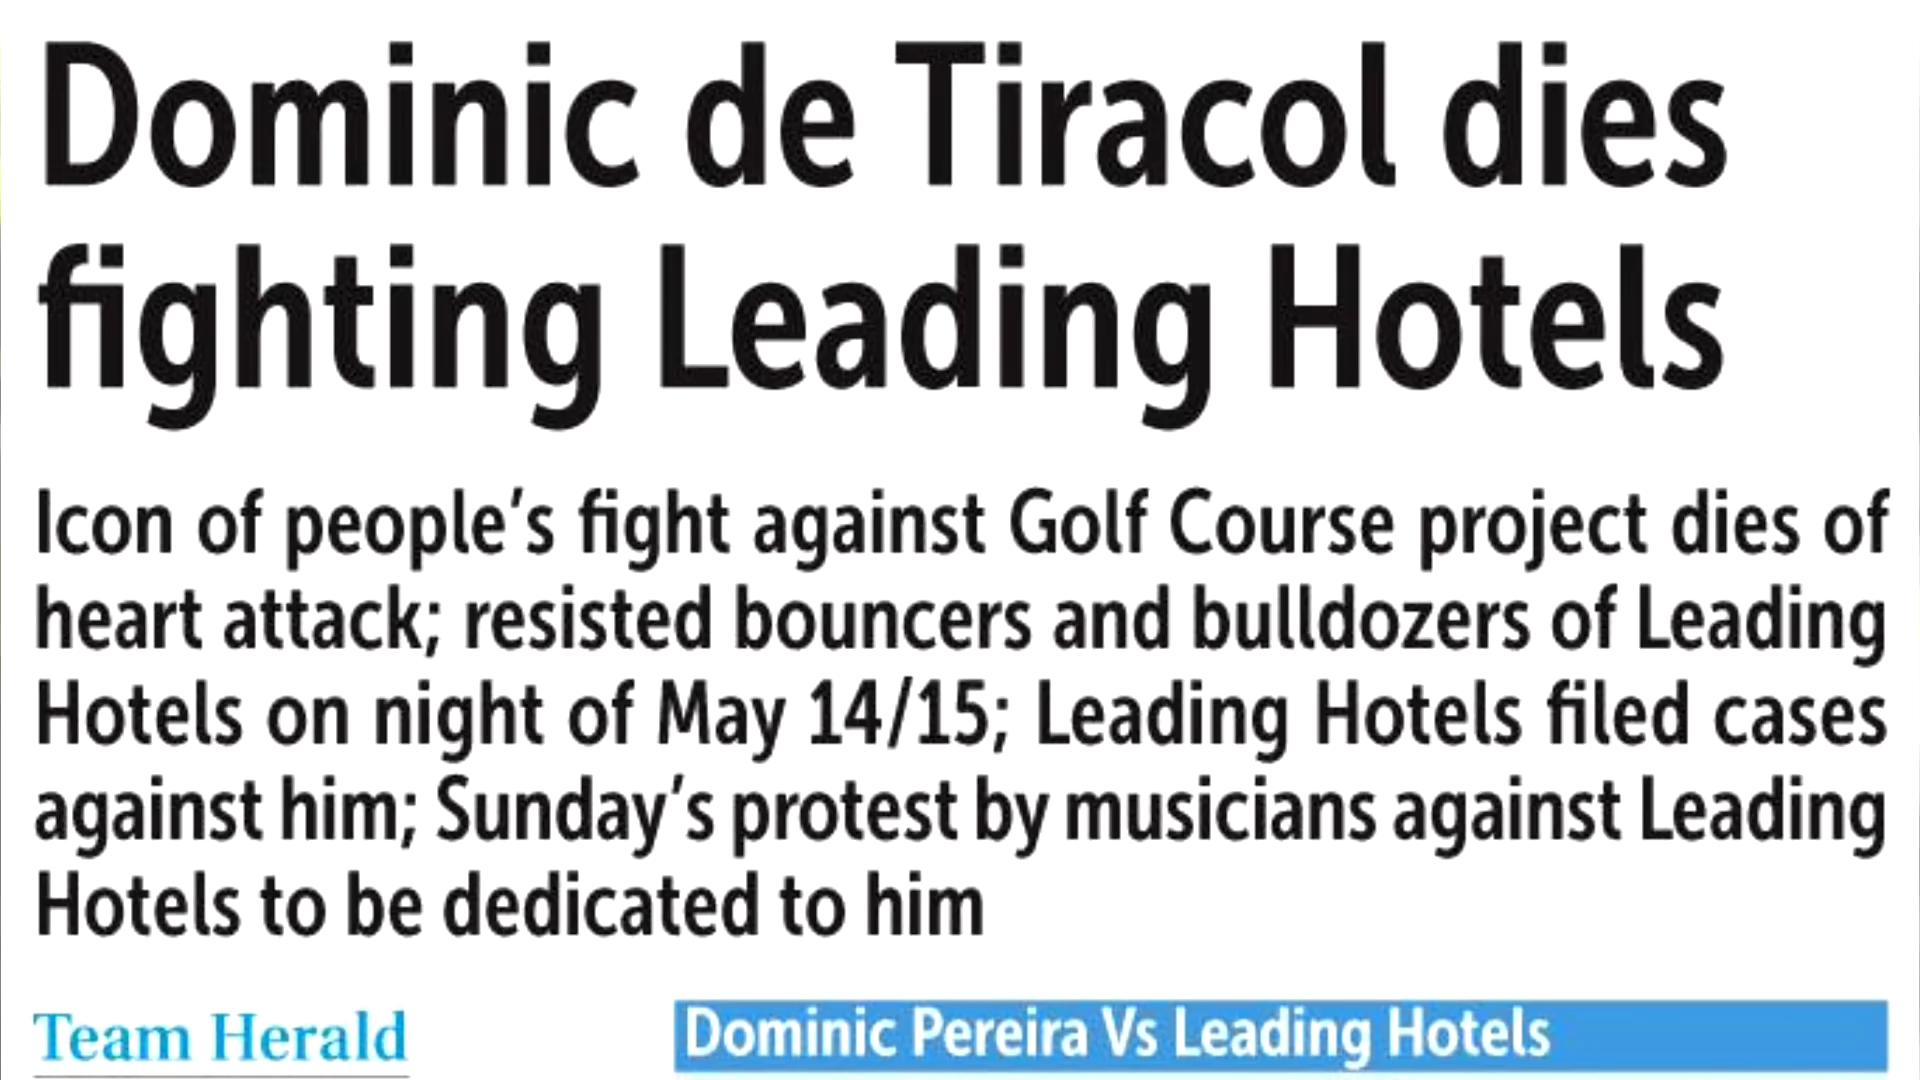 Dominic de Tiracol dies
fighting Leading Hotels
Icon of people's fight against Golf Course project dies of
heart attack; resisted bouncers and bulldozers of Leading
Hotels on night of May 14/15; Leading Hotels filed cases
against him; Sunday's protest by musicians against Leading
Hotels to be dedicated to him
Team Herald
Dominic Pereira Vs Leading Hotels